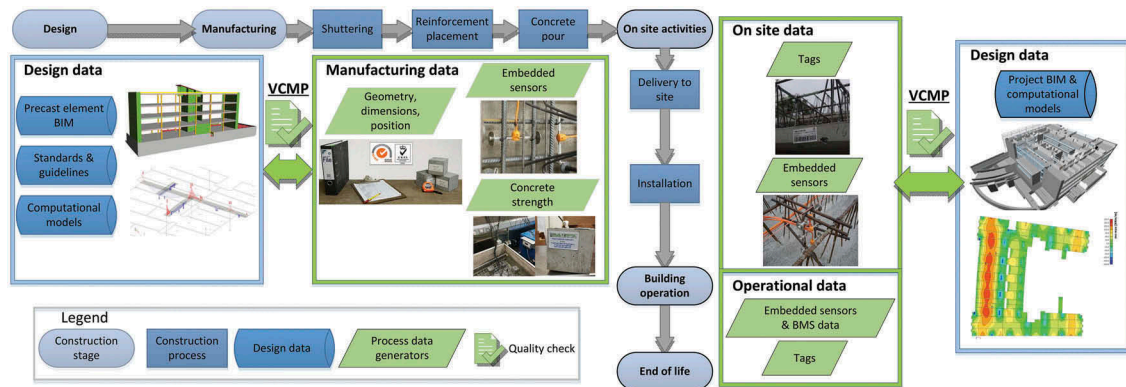 Design
Manufacturing
Shuttering
Reinforcement
placement
Concrete
pour
On site activities
Design data
Precast element
BIM
Standards &
guidelines
Computational
models
VCMP
Manufacturing data
Geometry,
dimensions,
position
Embedded
sensors
Concrete
strength
Delivery to
site
Installation
Building
operation
End of life
On site data
Tags
Embedded
sensors
Operational data
Embedded sensors
& BMS data
Tags
VCMP
Design data
Project BIM &
computational
models
Legend
Construction
stage
Construction
process
Design data
Process data
generators
Quality check